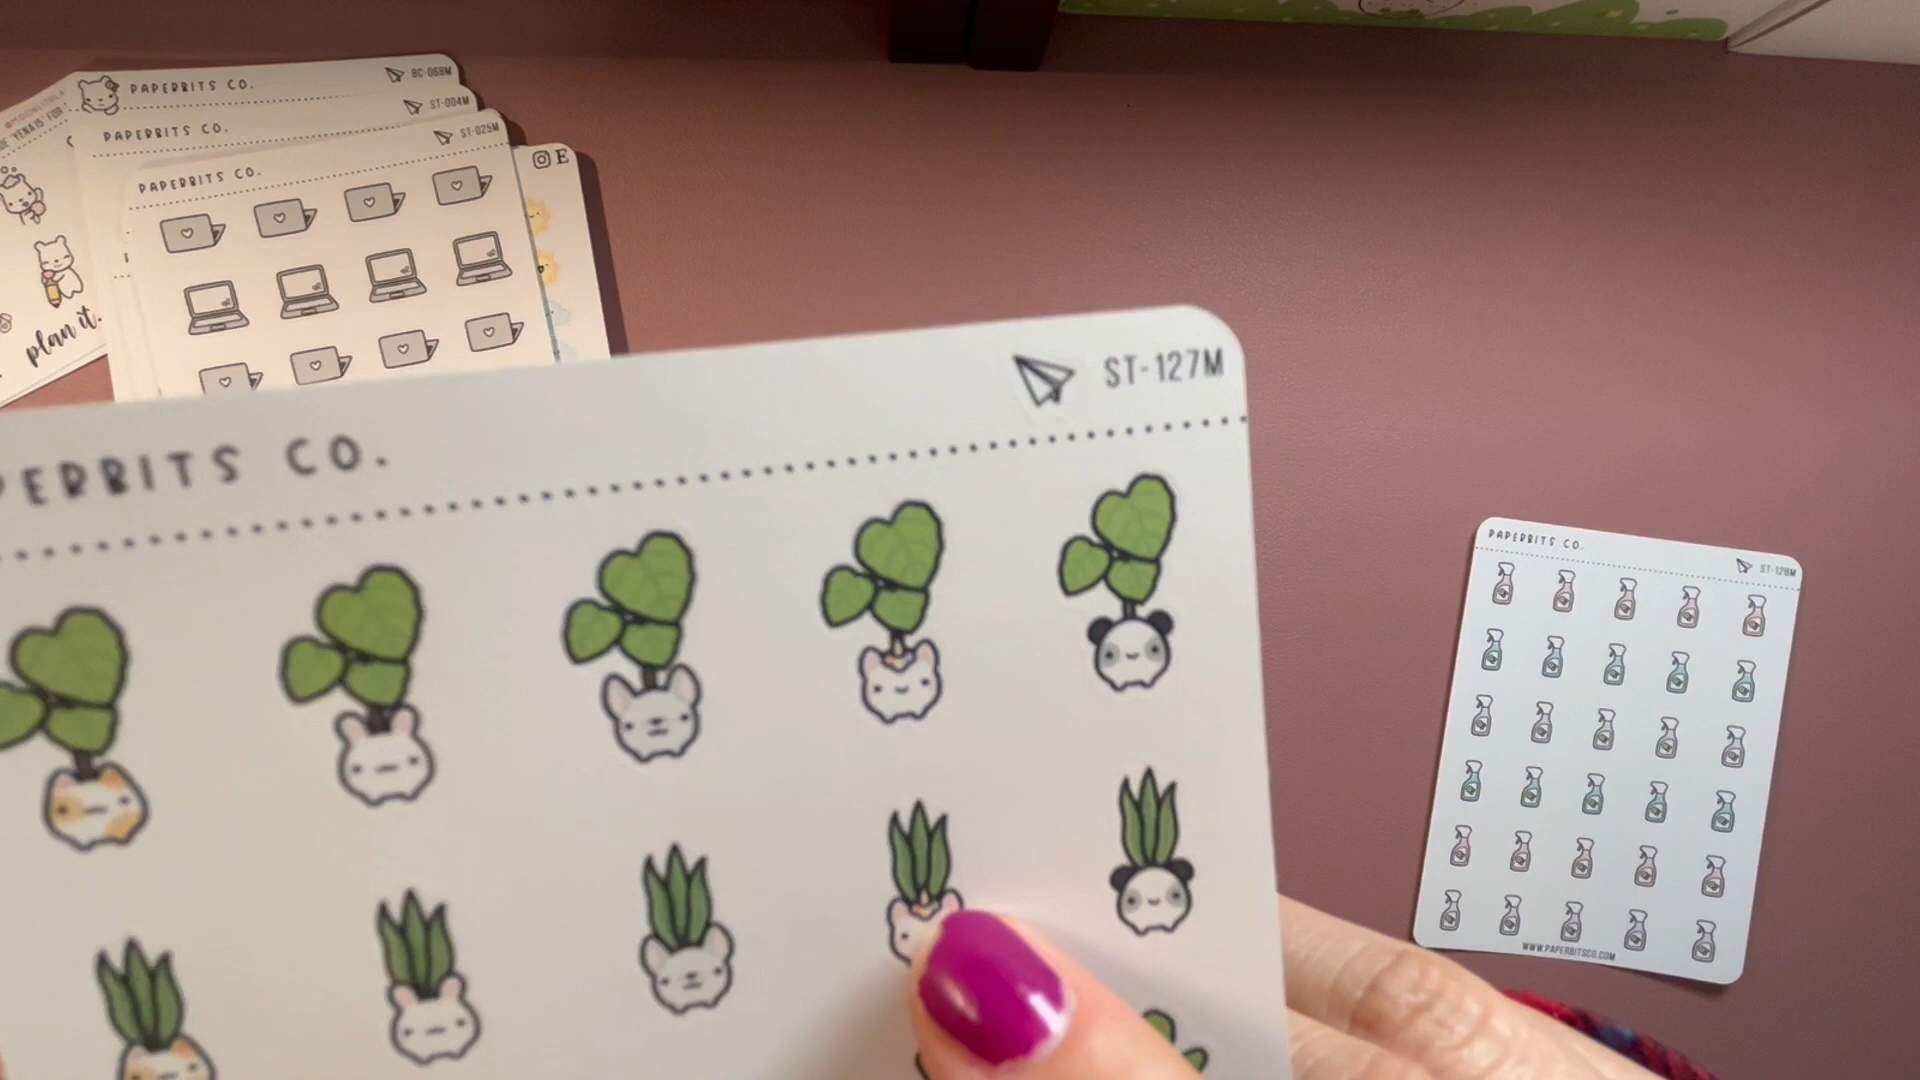 PAPERBITS CO. BC-068M
PAPERBITS CO. ST-004M
PAPERBITS CO. ST-025M
E
plan it.
PERBITS CO. ST-127M
PAPERBITS CO. ST-128M
WWW.PAPERBITSCO.COM